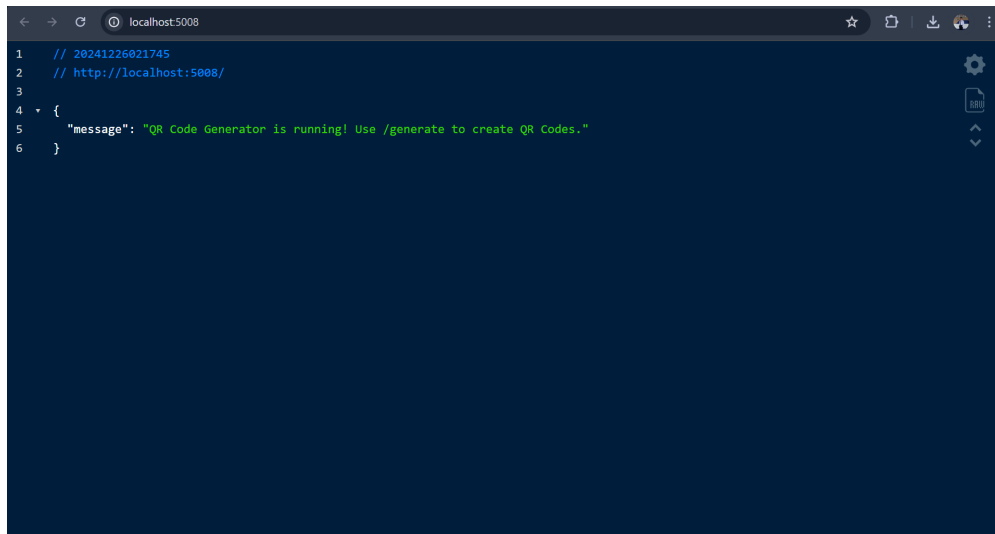 localhost:5008
1 // 20241226021745
2 // http://localhost:5008/
3
4 {
5 "message": "QR Code Generator is running! Use /generate to create QR Codes."
6 }
RAW